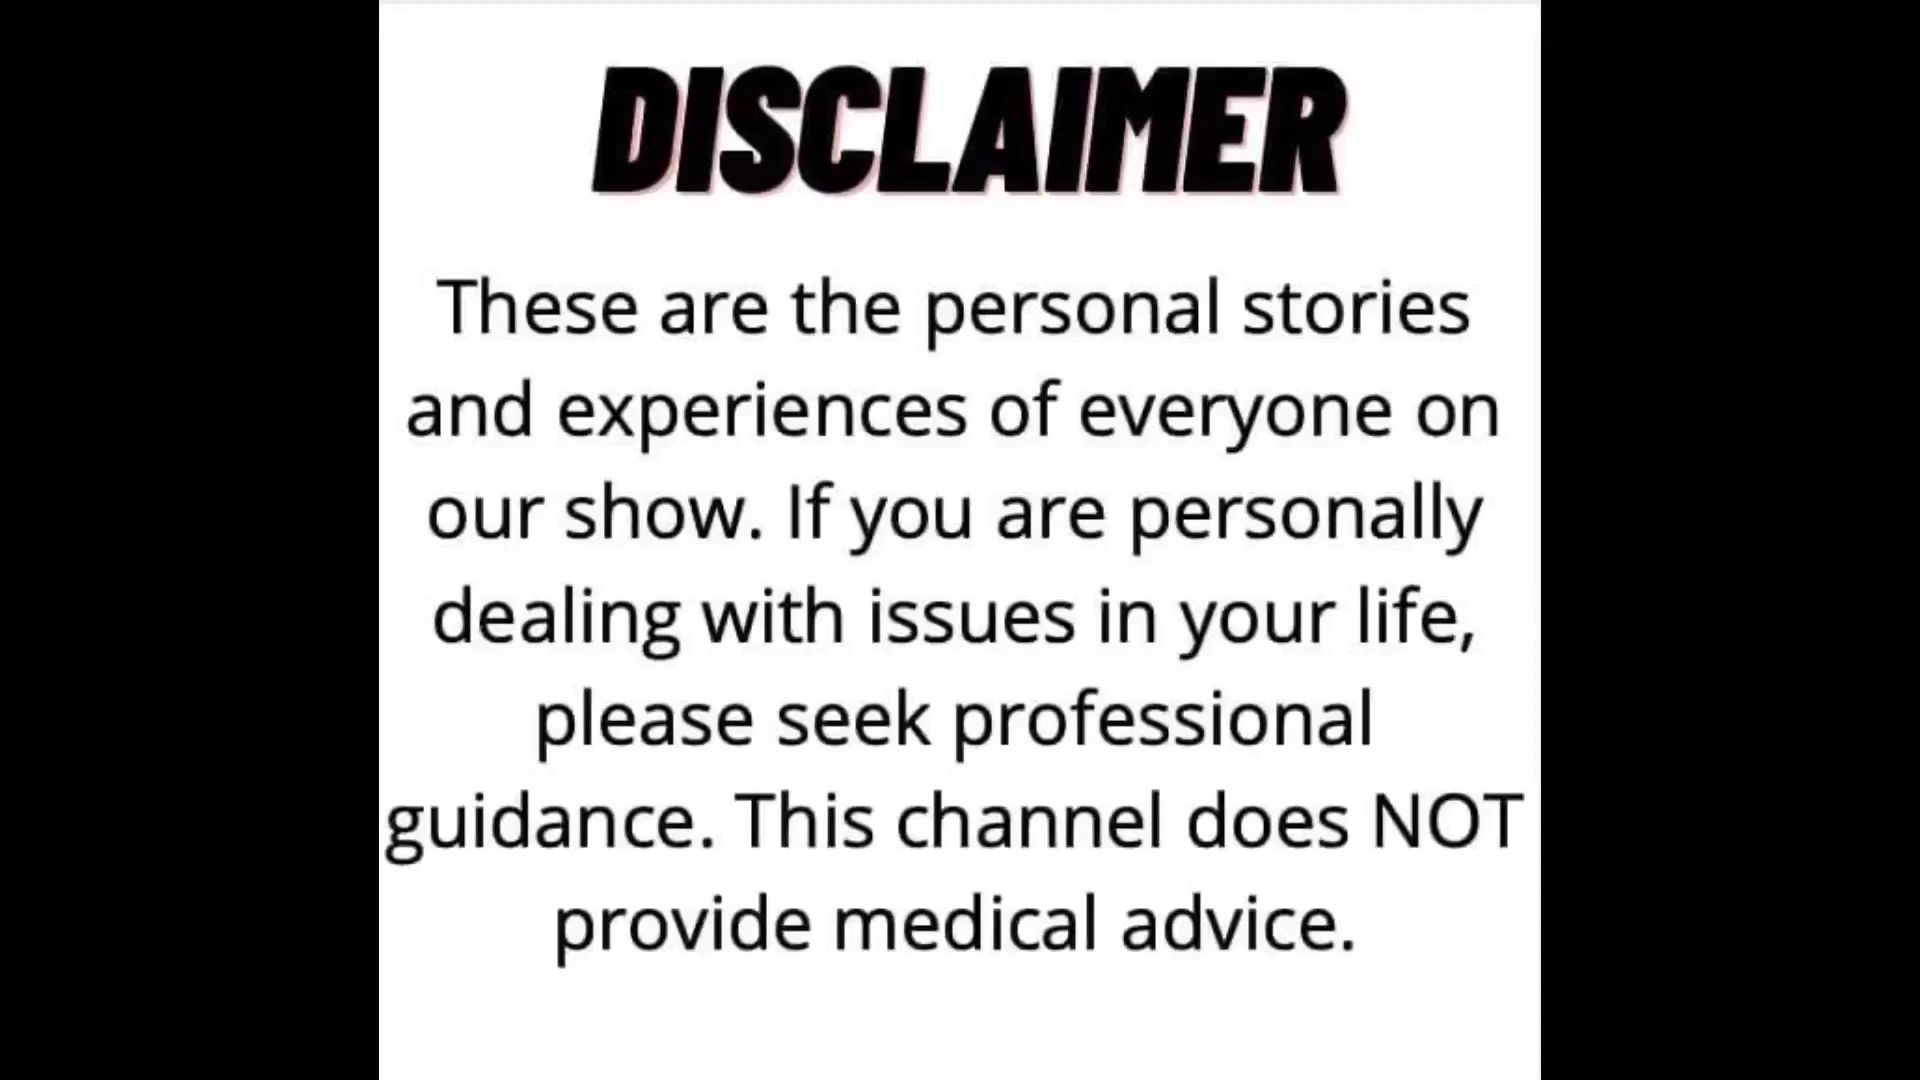 DISCLAIMER
These are the personal stories
and experiences of everyone on
our show. If you are personally
dealing with issues in your life,
please seek professional
guidance. This channel does NOT
provide medical advice.